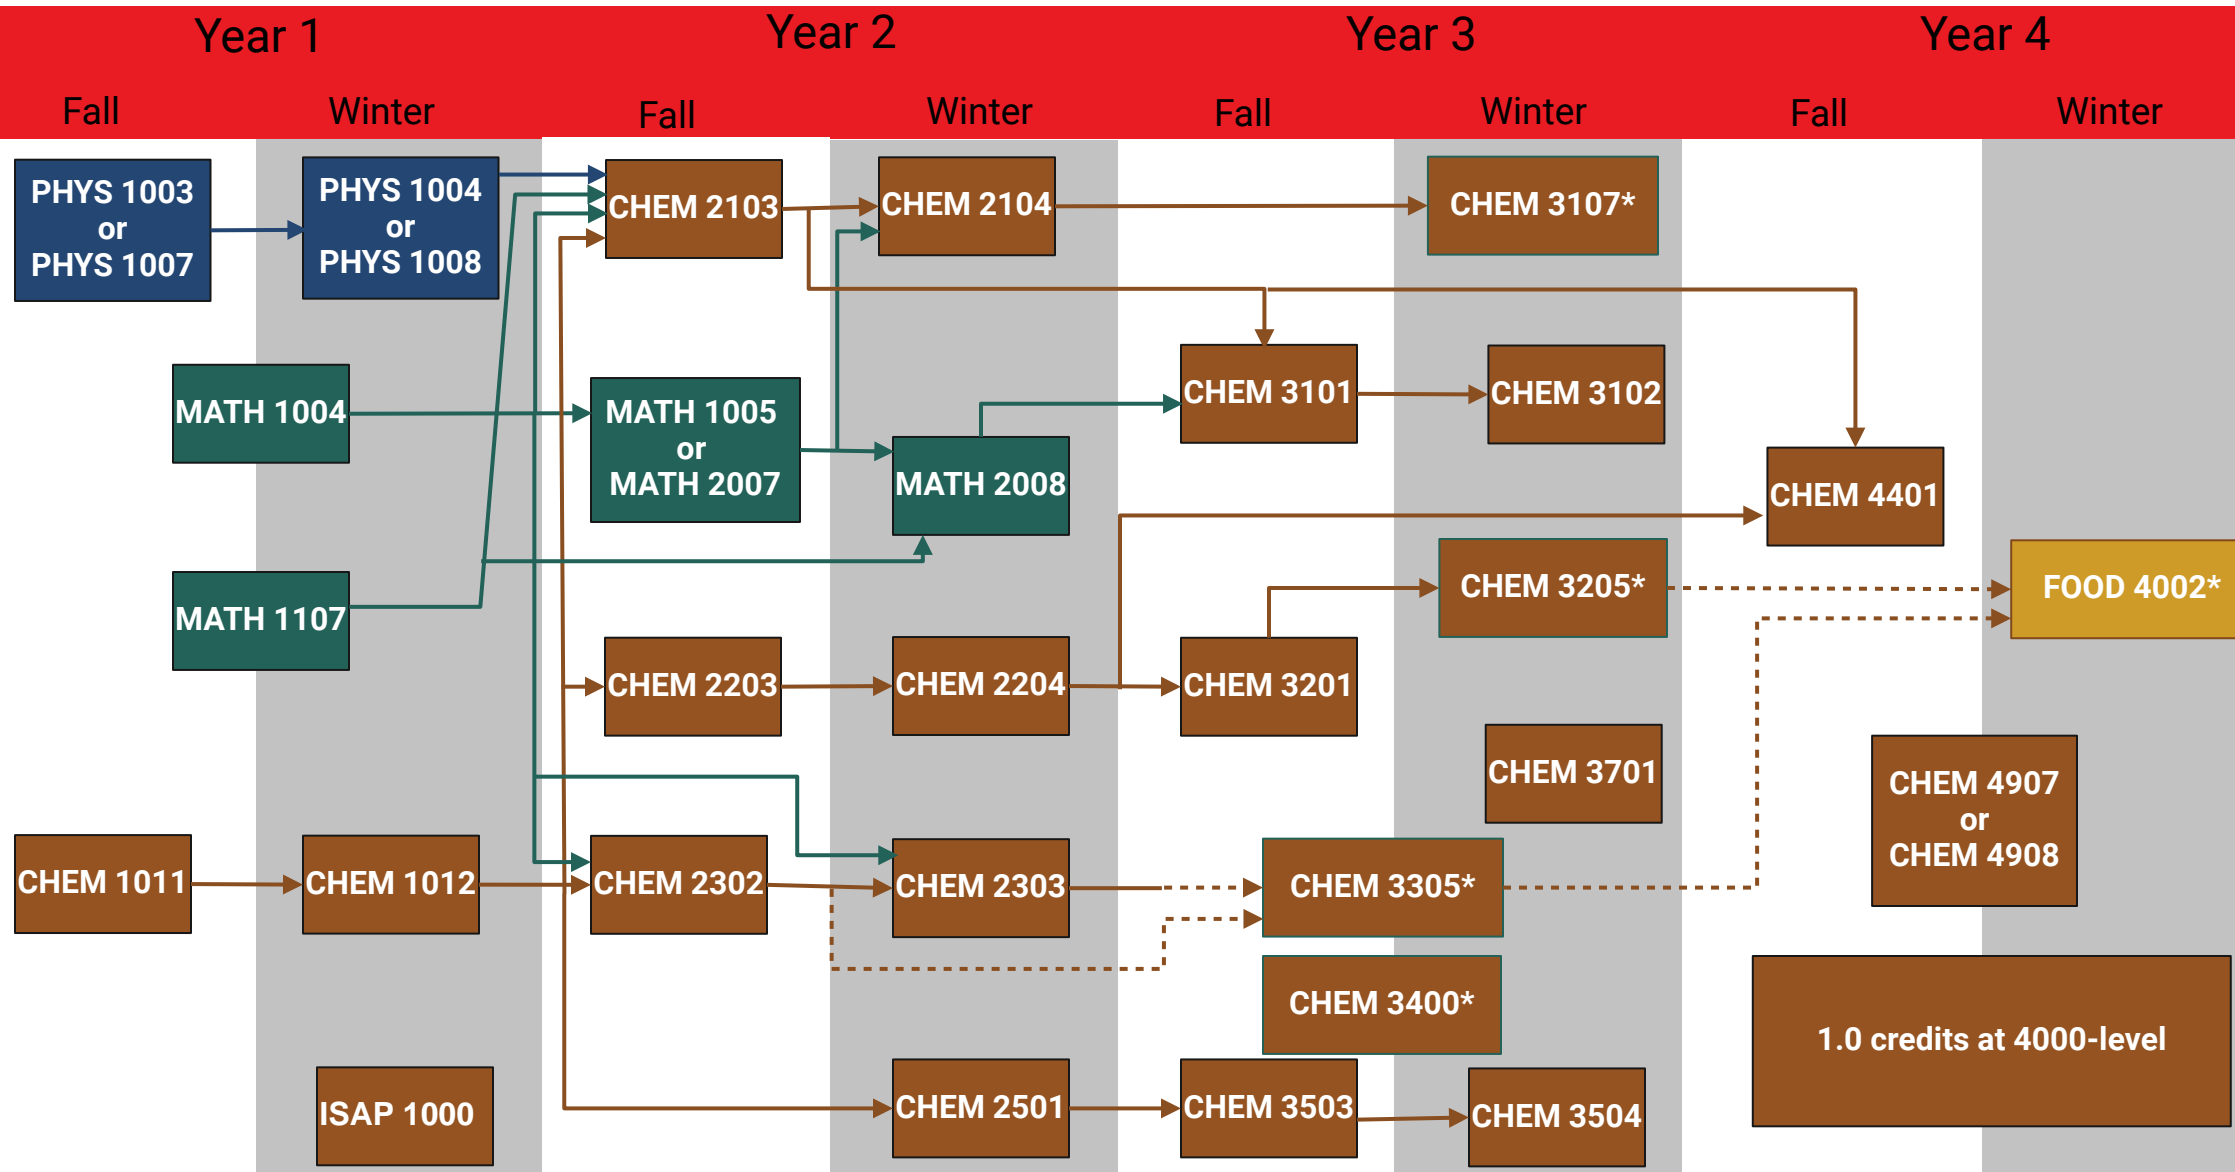 Year 1
Year 2
Year 3
Year 4
Fall
Winter
Fall
Winter
Fall
Winter
Fall
Winter
PHYS 1003
or
PHYS 1007
PHYS 1004
or
PHYS 1008
CHEM 2103
CHEM 2104
CHEM 3107*
MATH 1004
MATH 1005
or
MATH 2007
MATH 2008
CHEM 3101
CHEM 3102
CHEM 4401
MATH 1107
CHEM 2203
CHEM 2204
CHEM 3201
CHEM 3205*
FOOD 4002*
CHEM 3701
CHEM 4907
or
CHEM 4908
CHEM 1011
CHEM 1012
CHEM 2302
CHEM 2303
CHEM 3305*
CHEM 3400*
1.0 credits at 4000-level
ISAP 1000
CHEM 2501
CHEM 3503
CHEM 3504